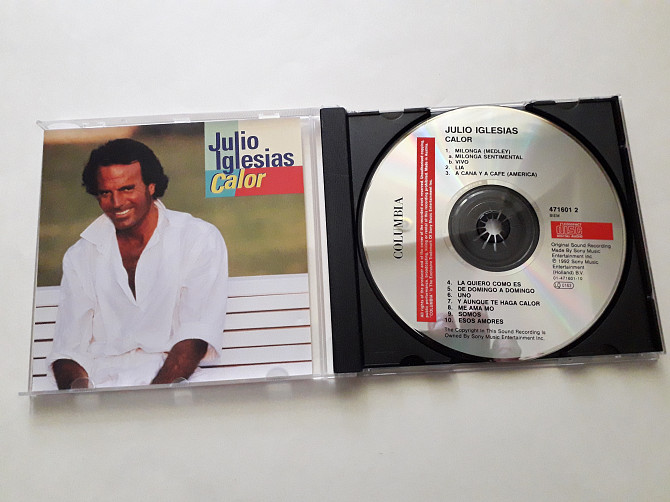 Julio
Iglesias
Calor
JULIO IGLESIAS
CALOR
1. MILONGA (MEDLEY)
a. MILONGA SENTIMENTAL
b. VIVO
2. LIA
3. A CANA Y A CAFE (AMERICA)
COLUMBIA
471601 2
Original Sound Recording
Made By Sony Music
Entertainment Inc.
℗ 1992 Sony Music
Entertainment
(Holland) B.V.
01-471601-10
4. LA QUIERO COMO ES
5. DE DOMINGO A DOMINGO
6. UNO
7. Y AUNQUE TE HAGA CALOR
8. ME AMA MO
9. SOMOS
10. ESOS AMORES
The Copyright in This Sound Recording is
Owned By Sony Music Entertainment Inc.